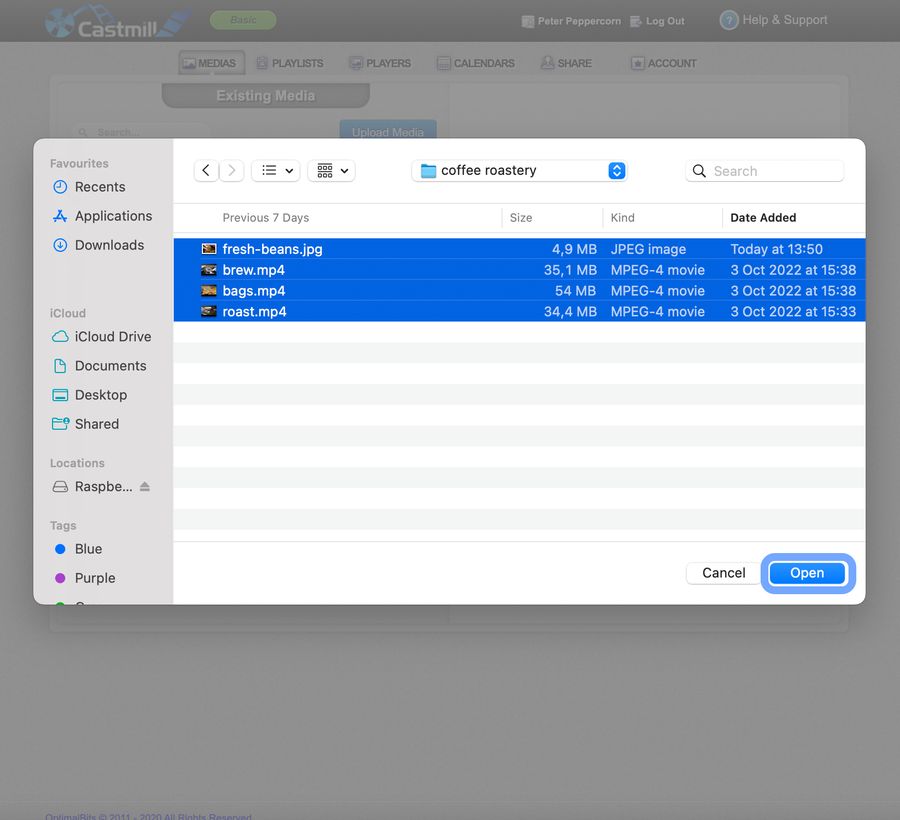 Castmill
Basic
Peter Peppercorn
Log Out
? Help & Support
MEDIAS
PLAYLISTS
PLAYERS
CALENDARS
SHARE
ACCOUNT
Existing Media
Search...
Upload Media
Favourites
Recents
Applications
Downloads
iCloud
iCloud Drive
Documents
Desktop
Shared
Locations
Raspbe...
Tags
Blue
Purple
coffee roastery
Search
Previous 7 Days Size Kind Date Added
fresh-beans.jpg 4,9 MB JPEG image Today at 13:50
brew.mp4 35,1 MB MPEG-4 movie 3 Oct 2022 at 15:38
bags.mp4 54 MB MPEG-4 movie 3 Oct 2022 at 15:38
roast.mp4 34,4 MB MPEG-4 movie 3 Oct 2022 at 15:33
Cancel
Open
OptimalBits © 2011 - 2020 All Rights Reserved